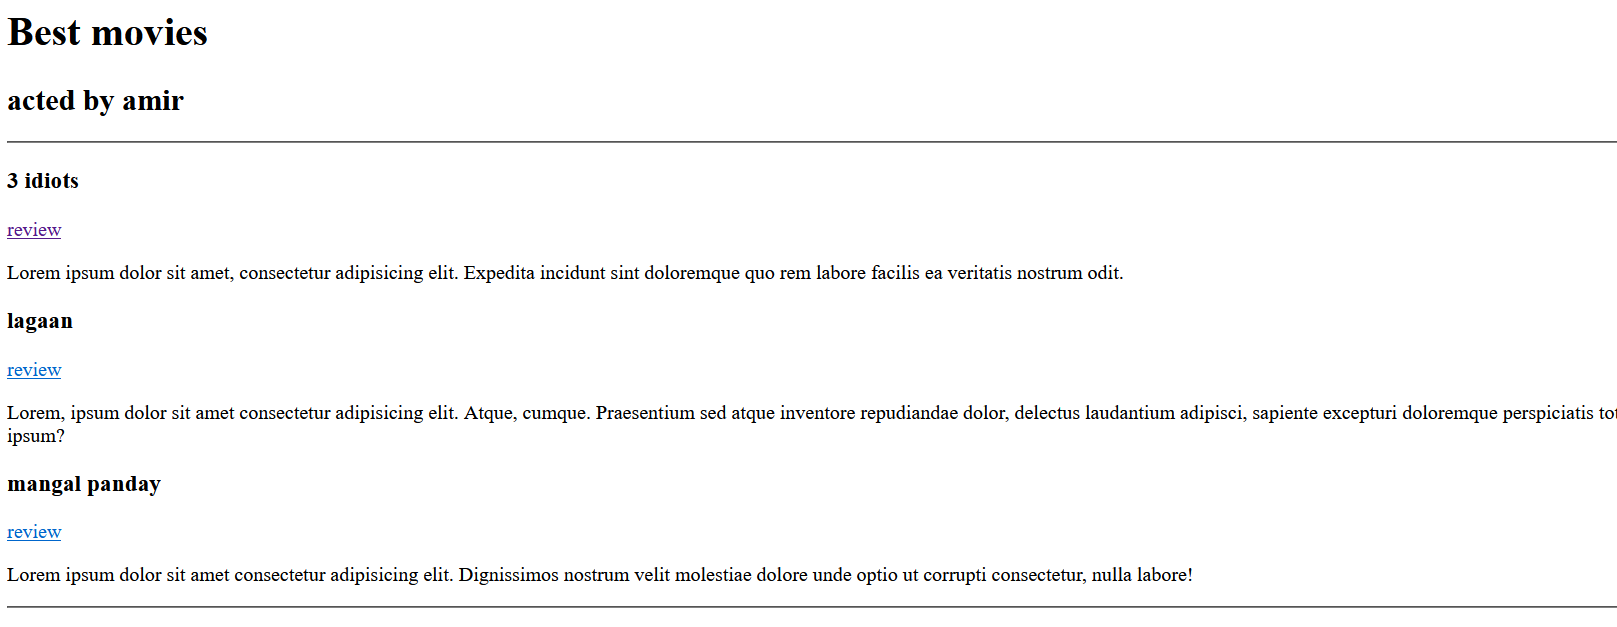 Best movies
acted by amir
3 idiots
review
Lorem ipsum dolor sit amet, consectetur adipisicing elit. Expedita incidunt sint doloremque quo rem labore facilis ea veritatis nostrum odit.
lagaan
review
Lorem, ipsum dolor sit amet consectetur adipisicing elit. Atque, cumque. Praesentium sed atque inventore repudiandae dolor, delectus laudantium adipisci, sapiente excepturi doloremque perspiciatis
ipsum?
mangal panday
review
Lorem ipsum dolor sit amet consectetur adipisicing elit. Dignissimos nostrum velit molestiae dolore unde optio ut corrupti consectetur, nulla labore!